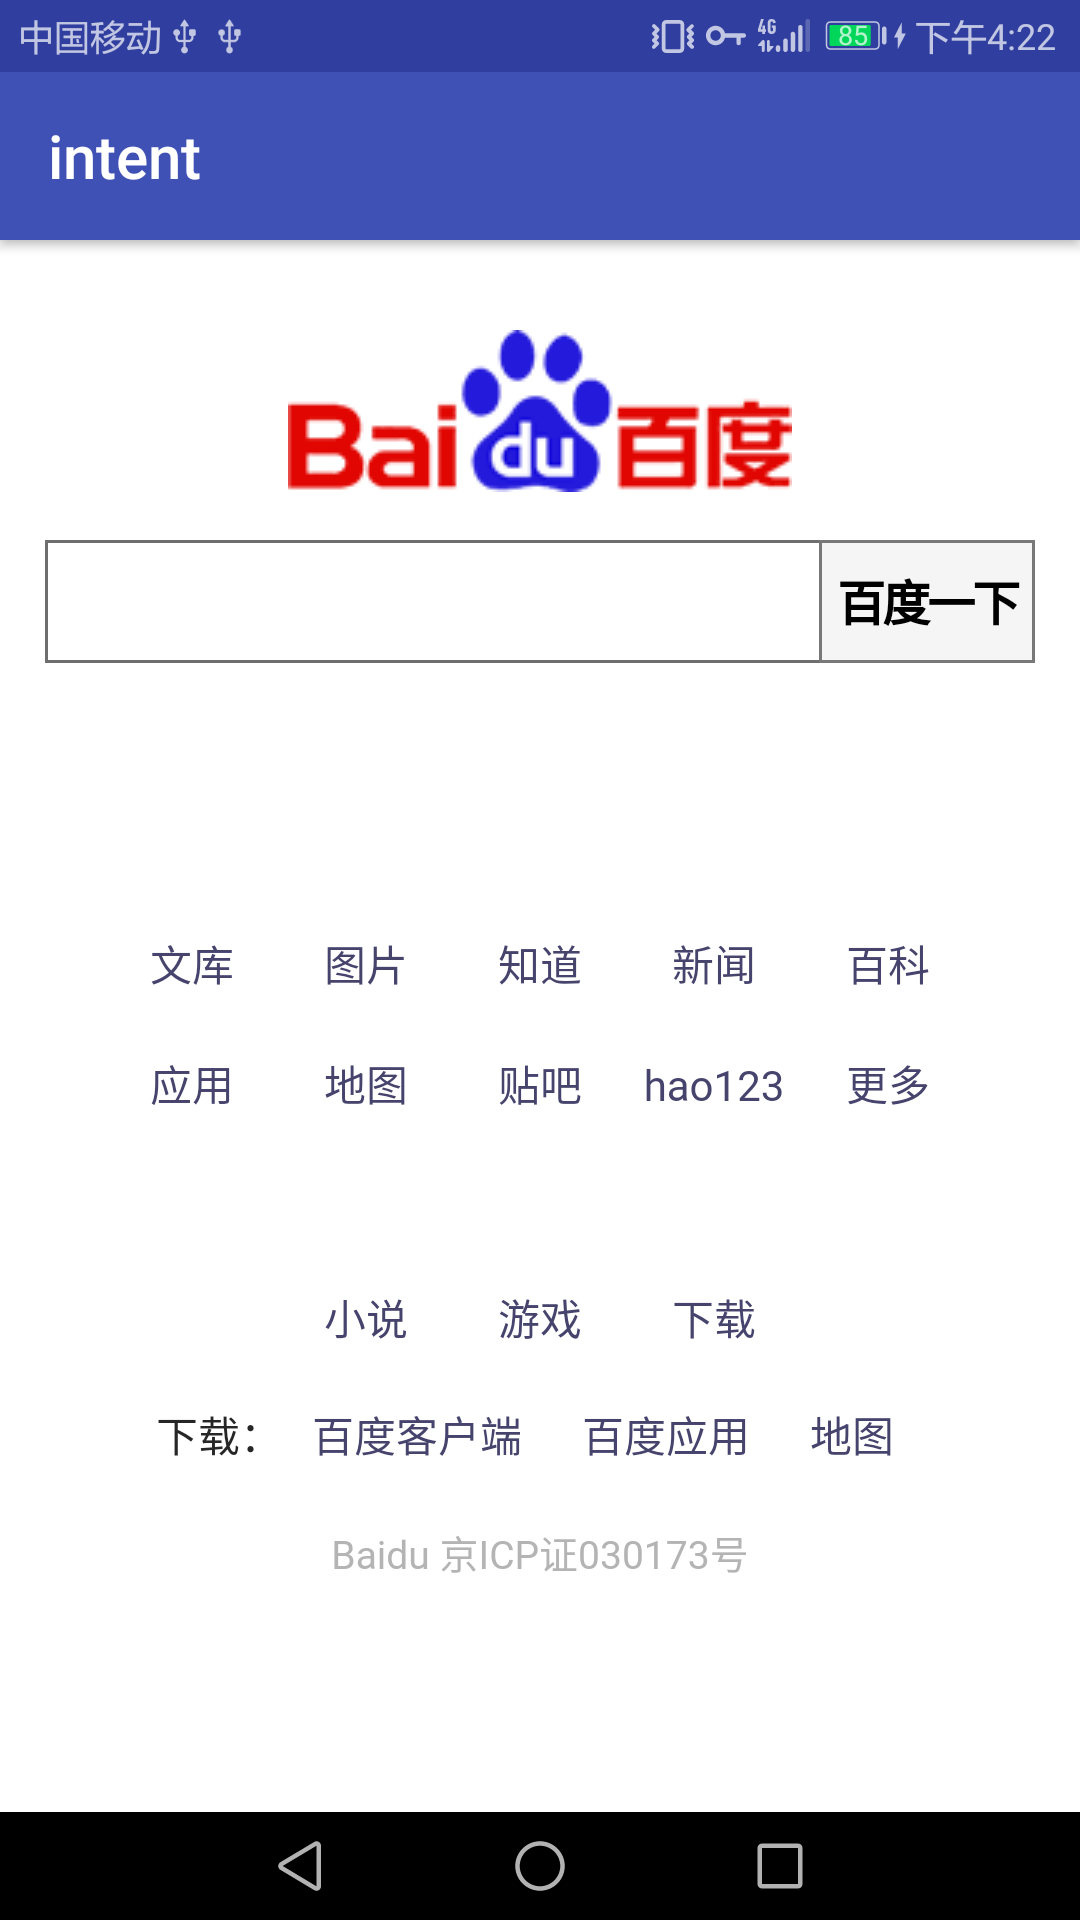 中国移动 4G 85 下午4:22
intent
Bai du 百度
百度一下
文库 图片 知道 新闻 百科
应用 地图 贴吧 hao123 更多
小说 游戏 下载
下载： 百度客户端 百度应用 地图
Baidu 京ICP证030173号